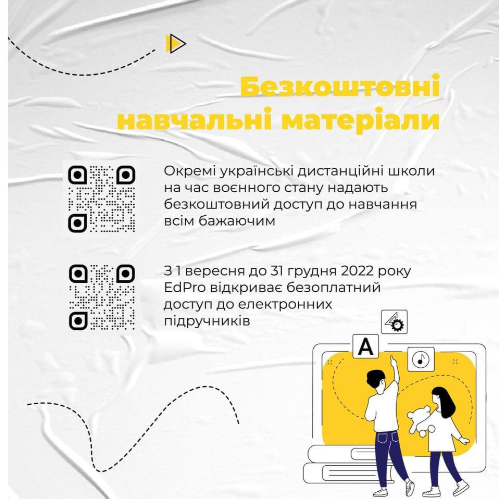 Безкоштовні
навчальні матеріали
Окремі українські дистанційні школи
на час воєнного стану надають
безкоштовний доступ до навчання
всім бажаючим
З 1 вересня до 31 грудня 2022 року
EdPro відкриває безоплатний
доступ до електронних
підручників
A